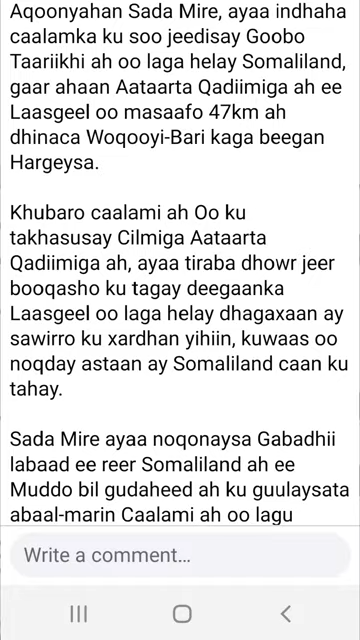 Aqoonyahan Sada Mire, ayaa indhaha
caalamka ku soo jeedisay Goobo
Taariikhi ah oo laga helay Somaliland,
gaar ahaan Aataarta Qadiimiga ah ee
Laasgeel oo masaafo 47km ah
dhinaca Woqooyi-Bari kaga beegan
Hargeysa.
Khubaro caalami ah Oo ku
takhasusay Cilmiga Aataarta
Qadiimiga ah, ayaa tiraba dhowr jeer
booqasho ku tagay deegaanka
Laasgeel oo laga helay dhagaxaan ay
sawirro ku xardhan yihiin, kuwaas oo
noqday astaan ay Somaliland caan ku
tahay.
Sada Mire ayaa noqonaysa Gabadhii
labaad ee reer Somaliland ah ee
Muddo bil gudaheed ah ku guulaysata
abaal-marin Caalami ah oo lagu
Write a comment...